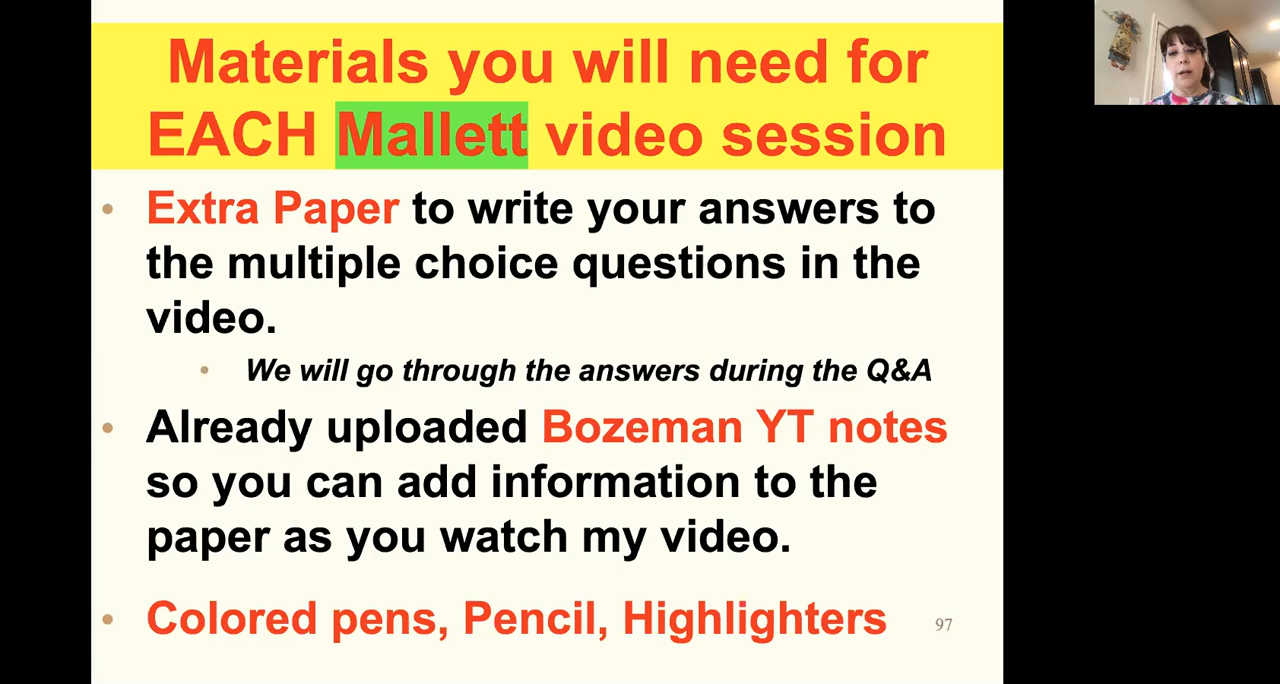 Materials you will need for
EACH Mallett video session
• Extra Paper to write your answers to
the multiple choice questions in the
video.
• We will go through the answers during the Q&A
• Already uploaded Bozeman YT notes
so you can add information to the
paper as you watch my video.
• Colored pens, Pencil, Highlighters
97